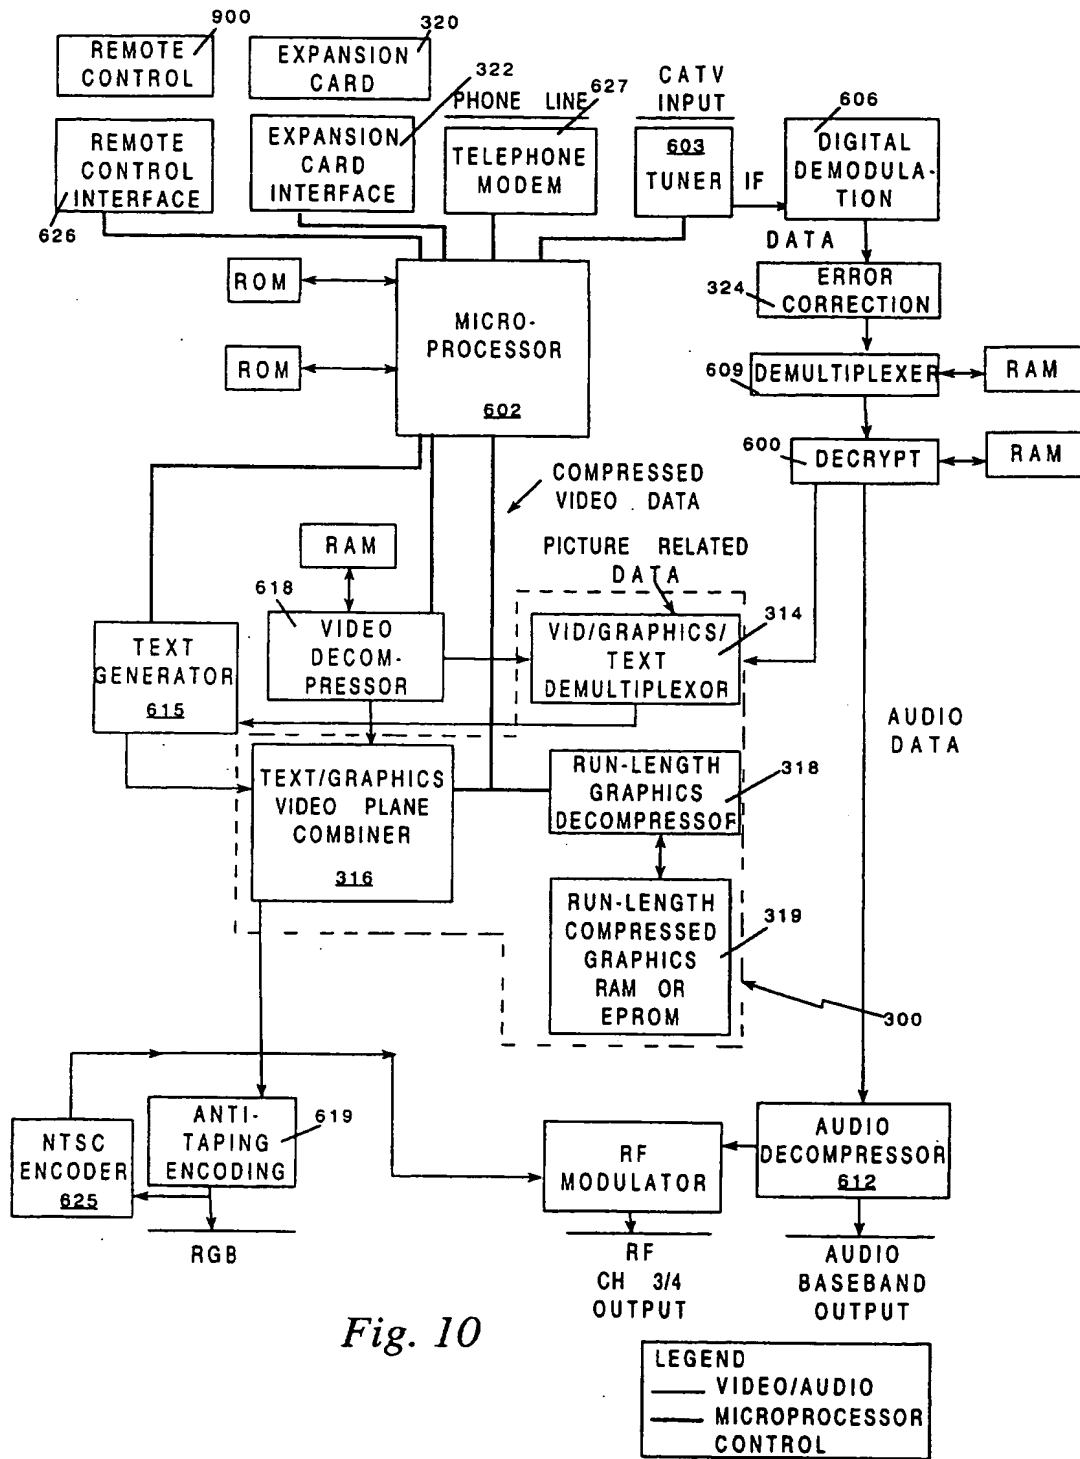 900
REMOTE
CONTROL
320
EXPANSION
CARD
322
PHONE LINE
627
CATV
INPUT
606
REMOTE
CONTROL
INTERFACE
626
EXPANSION
CARD
INTERFACE
TELEPHONE
MODEM
603
TUNER
IF
DIGITAL
DEMODULA-
TION
DATA
ROM
ROM
MICRO-
PROCESSOR
602
324
ERROR
CORRECTION
609
DEMULTIPLEXER
RAM
600
DECRYPT
RAM
COMPRESSED
VIDEO DATA
RAM
PICTURE RELATED
DATA
618
VIDEO
DECOM-
PRESSOR
VID/GRAPHICS/
TEXT
DEMULTIPLEXOR
314
TEXT
GENERATOR
615
AUDIO
DATA
TEXT/GRAPHICS
VIDEO PLANE
COMBINER
316
RUN-LENGTH
GRAPHICS
DECOMPRESSOR
318
RUN-LENGTH
COMPRESSED
GRAPHICS
RAM OR
EPROM
319
300
NTSC
ENCODER
625
ANTI-
TAPING
ENCODING
619
RF
MODULATOR
AUDIO
DECOMPRESSOR
612
RGB
RF
CH 3/4
OUTPUT
AUDIO
BASEBAND
OUTPUT
Fig. 10
LEGEND
VIDEO/AUDIO
MICROPROCESSOR
CONTROL